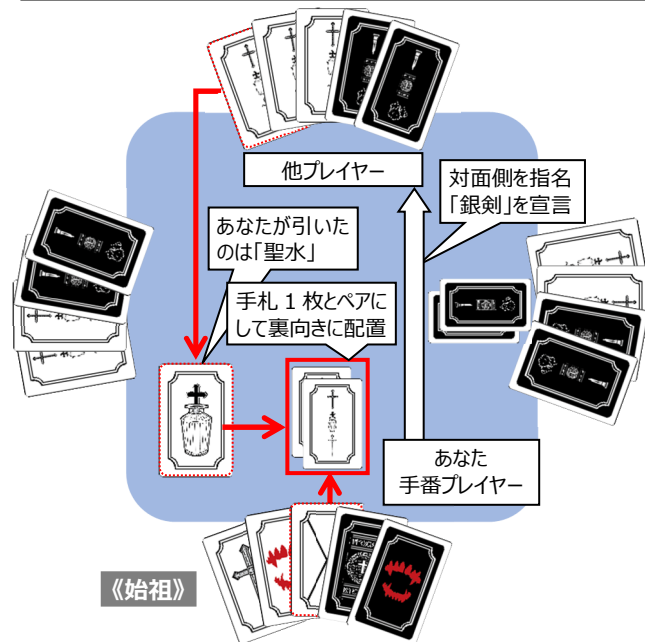 他プレイヤー
対面側を指名
「銀剣」を宣言
あなたが引いた
のは「聖水」
手札 1 枚とペアに
して裏向きに配置
あなた
手番プレイヤー
《始祖》